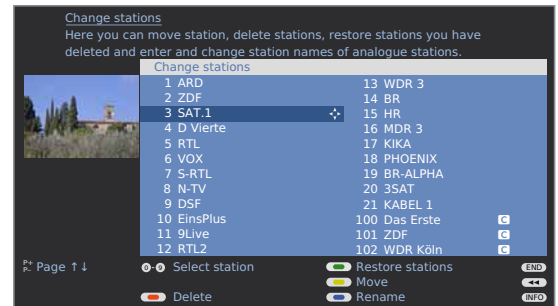 Change stations
Here you can move station, delete stations, restore stations you have
deleted and enter and change station names of analogue stations.
Change stations
1 ARD
2 ZDF
3 SAT.1
4 D Vierte
5 RTL
6 VOX
7 S-RTL
8 N-TV
9 DSF
10 EinsPlus
11 9Live
12 RTL2
13 WDR 3
14 BR
15 HR
16 MDR 3
17 KIKA
18 PHOENIX
19 BR-ALPHA
20 3SAT
21 KABEL 1
100 Das Erste C
101 ZDF C
102 WDR Köln C
P+ P- Page ↑↓
0-9 Select station
Restore stations END
Move
Delete
Rename INFO